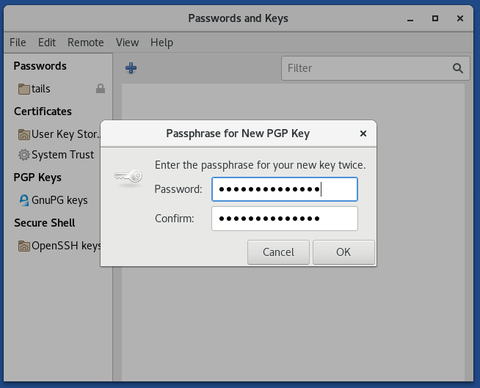 Passwords and Keys
File Edit Remote View Help
Passwords
tails
Certificates
User Key Stor...
System Trust
PGP Keys
GnuPG keys
Secure Shell
OpenSSH keys
Filter
Passphrase for New PGP Key
Enter the passphrase for your new key twice.
Password: ●●●●●●●●●●●●●●
Confirm: ●●●●●●●●●●●●●●
Cancel OK